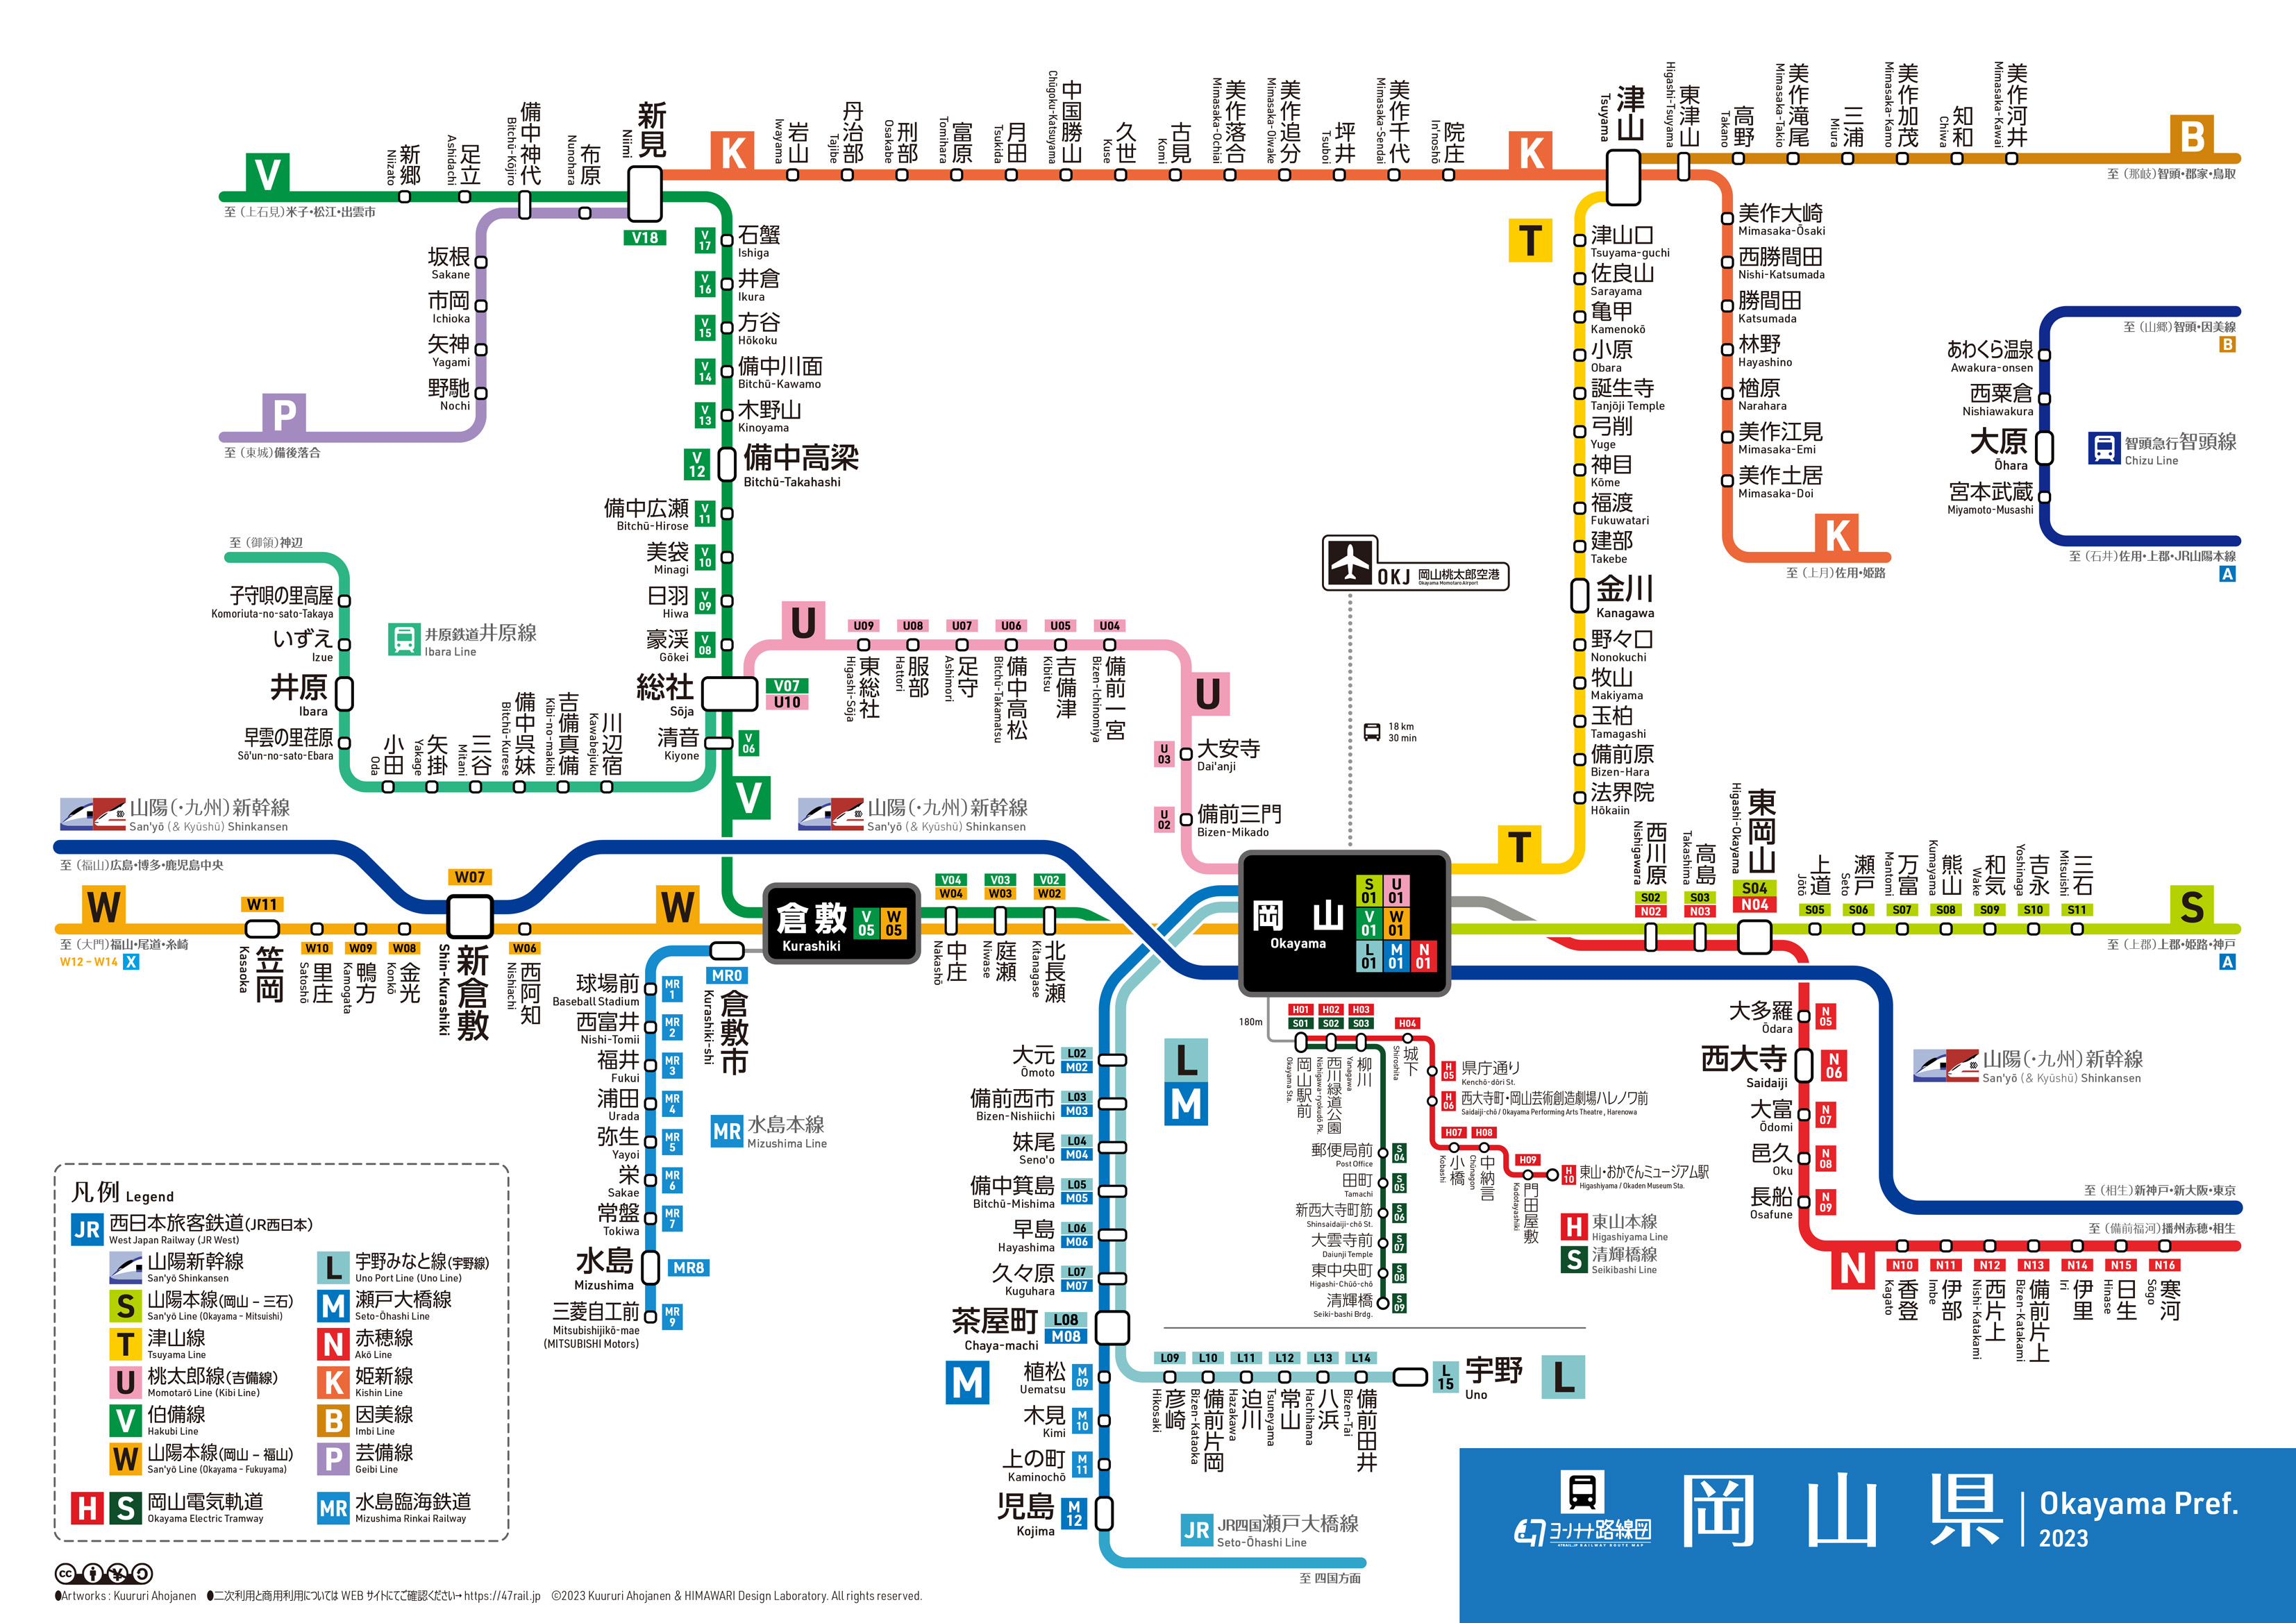 V
至（上石見）米子・松江・出雲市
新郷
Niizato
足立
Ashidachi
備中神代
Bitchū-Kōjiro
布原
Nunohara
新見
Niimi
V18
K
岩山
Iwayama
丹治部
Tajibe
刑部
Osakabe
富原
Tomihara
月田
Tsukida
中国勝山
Chūgoku-Katsuyama
久世
Kuse
古見
Komi
美作落合
Mimasaka-Ochiai
美作追分
Mimasaka-Oiwake
坪井
Tsuboi
美作千代
Mimasaka-Sendai
院庄
In'noshō
K
津山
Tsuyama
東津山
Higashi-Tsuyama
高野
Takano
美作滝尾
Mimasaka-Takio
三浦
Miura
美作加茂
Mimasaka-Kamo
知和
Chiwa
美作河井
Mimasaka-Kawai
B
至（那岐）智頭・郡家・鳥取
坂根
Sakane
市岡
Ichioka
矢神
Yagami
野馳
Nochi
P
至（東城）備後落合
V17
石蟹
Ishiga
V16
井倉
Ikura
V15
方谷
Hōkoku
V14
備中川面
Bitchū-Kawamo
V13
木野山
Kinoyama
V12
備中高梁
Bitchū-Takahashi
備中広瀬
Bitchū-Hirose
V11
美袋
Minagi
V10
日羽
Hiwa
V09
豪渓
Gōkei
V08
総社
Sōja
V07
U10
清音
Kiyone
V06
V
T
津山口
Tsuyama-guchi
佐良山
Sarayama
亀甲
Kamenokō
小原
Obara
誕生寺
Tanjōji Temple
弓削
Yuge
神目
Kōme
福渡
Fukuwatari
建部
Takebe
金川
Kanagawa
野々口
Nonokuchi
牧山
Makiyama
玉柏
Tamagashi
備前原
Bizen-Hara
法界院
Hōkaiin
T
美作大崎
Mimasaka-Ōsaki
西勝間田
Nishi-Katsumada
勝間田
Katsumada
林野
Hayashino
楢原
Narahara
美作江見
Mimasaka-Emi
美作土居
Mimasaka-Doi
K
至（上月）佐用・姫路
至（山郷）智頭・因美線
B
あわくら温泉
Awakura-onsen
西粟倉
Nishiawakura
大原
Ōhara
宮本武蔵
Miyamoto-Musashi
智頭急行智頭線
Chizu Line
至（石井）佐用・上郡・JR山陽本線
A
至（御領）神辺
子守唄の里高屋
Komoriuta-no-sato-Takaya
いずえ
Izue
井原
Ibara
早雲の里荏原
Sō'un-no-sato-Ebara
井原鉄道井原線
Ibara Line
小田
Oda
矢掛
Yakage
三谷
Mitani
備中呉妹
Bitchū-Kurese
吉備真備
Kibi-no-makibi
川辺宿
Kawabejuku
U
U09
東総社
Higashi-Sōja
U08
服部
Hattori
U07
足守
Ashimori
U06
備中高松
Bitchū-Takamatsu
U05
吉備津
Kibitsu
U04
備前一宮
Bizen-Ichinomiya
U
U03
大安寺
Dai'anji
U02
備前三門
Bizen-Mikado
OKJ 岡山桃太郎空港
Okayama Momotaro Airport
18 km
30 min
山陽（・九州）新幹線
San'yō (& Kyūshū) Shinkansen
至（福山）広島・博多・鹿児島中央
山陽（・九州）新幹線
San'yō (& Kyūshū) Shinkansen
W
至（大門）福山・尾道・糸崎
W12 – W14 X
W11
笠岡
Kasaoka
W10
里庄
Satoshō
W09
鴨方
Kamogata
W08
金光
Konkō
W07
新倉敷
Shin-Kurashiki
W06
西阿知
Nishiachi
W
倉敷
Kurashiki
V05
W05
V04
W04
中庄
Nakashō
V03
W03
庭瀬
Niwase
V02
W02
北長瀬
Kitanagase
岡山
Okayama
S01
U01
V01
W01
L01
M01
N01
S02
N02
西川原
Nishigawara
S03
N03
高島
Takashima
S04
N04
東岡山
Higashi-Okayama
S05
上道
Jōtō
S06
瀬戸
Seto
S07
万富
Mantomi
S08
熊山
Kumayama
S09
和気
Wake
S10
吉永
Yoshinaga
S11
三石
Mitsuishi
S
至（上郡）上郡・姫路・神戸
A
大多羅
Ōdara
N05
西大寺
Saidaiji
N06
大富
Ōdomi
N07
邑久
Oku
N08
長船
Osafune
N09
山陽（・九州）新幹線
San'yō (& Kyūshū) Shinkansen
至（相生）新神戸・新大阪・東京
至（備前福河）播州赤穂・相生
N
N10
香登
Kagato
N11
伊部
Imbe
N12
西片上
Nishi-Katakami
N13
備前片上
Bizen-Katakami
N14
伊里
Iri
N15
日生
Hinase
N16
寒河
Sōgo
MR0
倉敷市
Kurashiki-shi
球場前
Baseball Stadium
MR1
西富井
Nishi-Tomii
MR2
福井
Fukui
MR3
浦田
Urada
MR4
弥生
Yayoi
MR5
栄
Sakae
MR6
常盤
Tokiwa
MR7
水島
Mizushima
MR8
三菱自工前
Mitsubishijikō-mae
(MITSUBISHI Motors)
MR9
MR 水島本線
Mizushima Line
L
M
大元
Ōmoto
L02
M02
備前西市
Bizen-Nishiichi
L03
M03
妹尾
Seno'o
L04
M04
備中箕島
Bitchū-Mishima
L05
M05
早島
Hayashima
L06
M06
久々原
Kuguhara
L07
M07
茶屋町
Chaya-machi
L08
M08
M
植松
Uematsu
M09
木見
Kimi
M10
上の町
Kaminochō
M11
児島
Kojima
M12
JR JR四国瀬戸大橋線
Seto-Ōhashi Line
至 四国方面
L09
彦崎
Hikosaki
L10
備前片岡
Bizen-Kataoka
L11
迫川
Hazakawa
L12
常山
Tsuneyama
L13
八浜
Hachihama
L14
備前田井
Bizen-Tai
L15
宇野
Uno
L
180m
H01
S01
岡山駅前
Okayama Sta.
H02
S02
西川緑道公園
Nishigawa-ryokudō Pk.
H03
S03
柳川
Yanagawa
H04
城下
Shiroshita
H05
県庁通り
Kenchō-dōri St.
H06
西大寺町・岡山芸術創造劇場ハレノワ前
Saidaiji-chō / Okayama Performing Arts Theatre, Harenowa
H07
小橋
Kobashi
H08
中納言
Chūnagon
H09
門田屋敷
Kadotayashiki
H10
東山・おかでんミュージアム駅
Higashiyama / Okaden Museum Sta.
郵便局前
Post Office
S04
田町
Tamachi
S05
新西大寺町筋
Shinsaidaiji-chō St.
S06
大雲寺前
Daiunji Temple
S07
東中央町
Higashi-Chūō-chō
S08
清輝橋
Seiki-bashi Brdg.
S09
H 東山本線
Higashiyama Line
S 清輝橋線
Seikibashi Line
凡例 Legend
JR 西日本旅客鉄道(JR西日本)
West Japan Railway (JR West)
山陽新幹線
San'yō Shinkansen
S 山陽本線(岡山 – 三石)
San'yō Line (Okayama – Mitsuishi)
T 津山線
Tsuyama Line
U 桃太郎線(吉備線)
Momotarō Line (Kibi Line)
V 伯備線
Hakubi Line
W 山陽本線(岡山 – 福山)
San'yō Line (Okayama – Fukuyama)
L 宇野みなと線(宇野線)
Uno Port Line (Uno Line)
M 瀬戸大橋線
Seto-Ōhashi Line
N 赤穂線
Akō Line
K 姫新線
Kishin Line
B 因美線
Imbi Line
P 芸備線
Geibi Line
H S 岡山電気軌道
Okayama Electric Tramway
MR 水島臨海鉄道
Mizushima Rinkai Railway
cc
●Artworks : Kuururi Ahojanen ●二次利用と商用利用については WEB サイトにてご確認ください→ https://47rail.jp ©2023 Kuururi Ahojanen & HIMAWARI Design Laboratory. All rights reserved.
47 ヨンナナ路線図
47RAIL.JP RAILWAY ROUTE MAP
岡山県
Okayama Pref.
2023